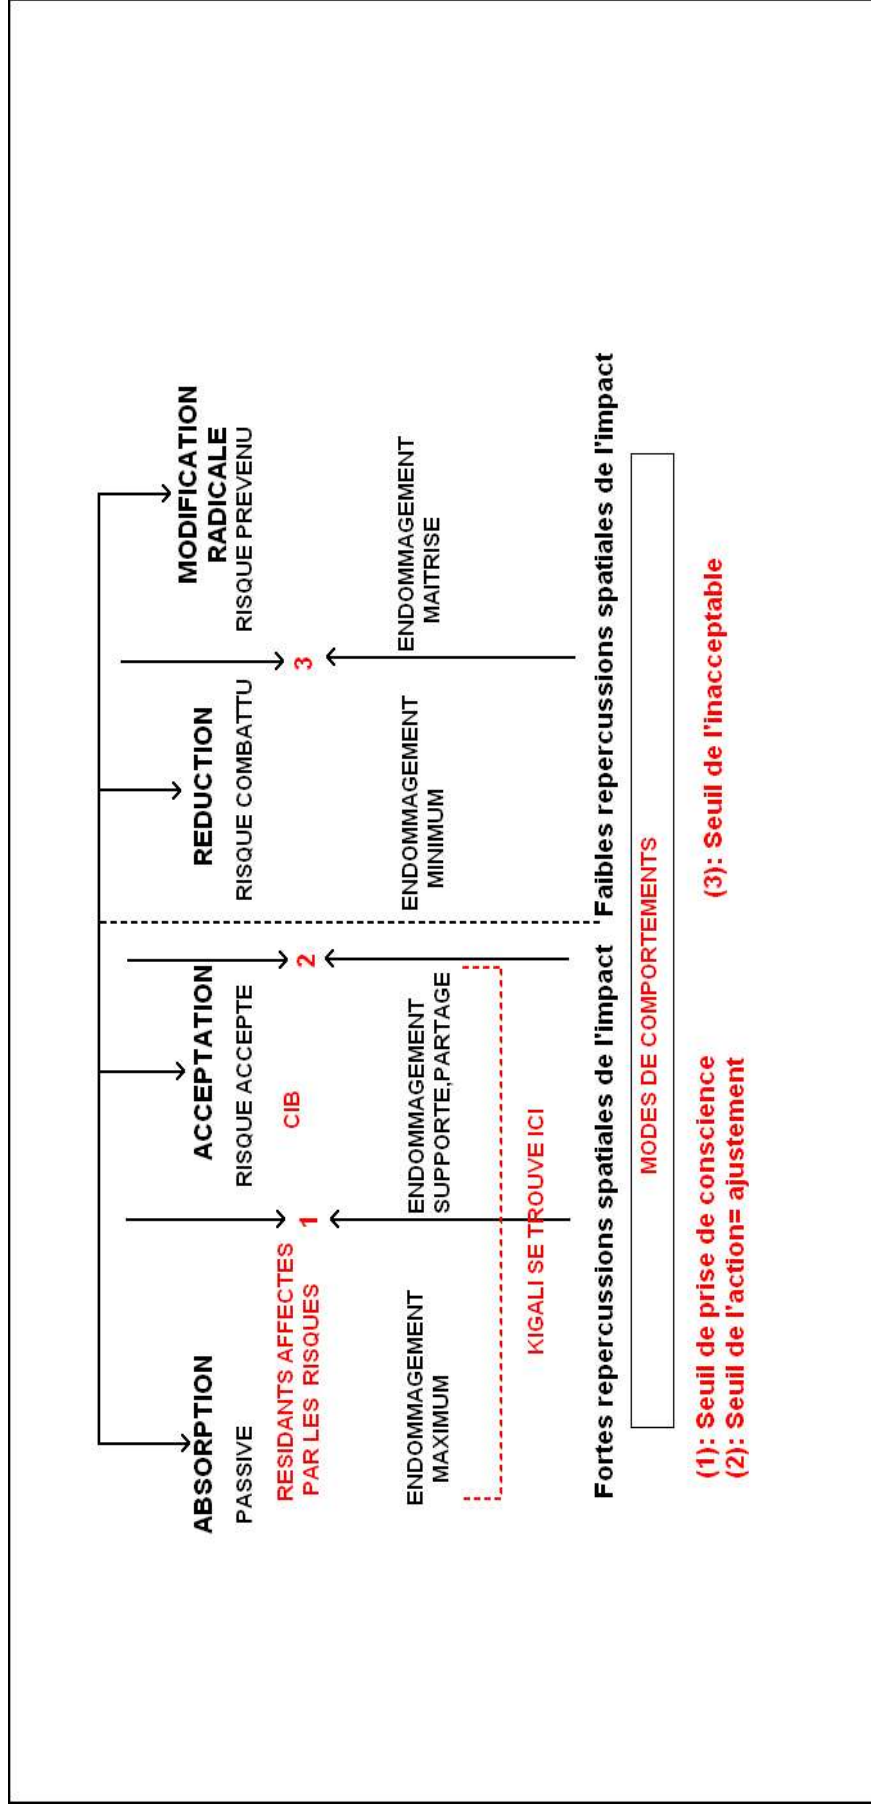 ABSORPTION
PASSIVE
RESIDANTS AFFECTES
PAR LES RISQUES
ENDOMMAGEMENT
MAXIMUM
1
ACCEPTATION
RISQUE ACCEPTE
CIB
ENDOMMAGEMENT
SUPPORTE,PARTAGE
2
KIGALI SE TROUVE ICI
REDUCTION
RISQUE COMBATTU
ENDOMMAGEMENT
MINIMUM
3
MODIFICATION
RADICALE
RISQUE PREVENU
ENDOMMAGEMENT
MAITRISE
Fortes repercussions spatiales de l'impact
Faibles repercussions spatiales de l'impact
MODES DE COMPORTEMENTS
(1): Seuil de prise de conscience
(2): Seuil de l'action= ajustement
(3): Seuil de l'inacceptable